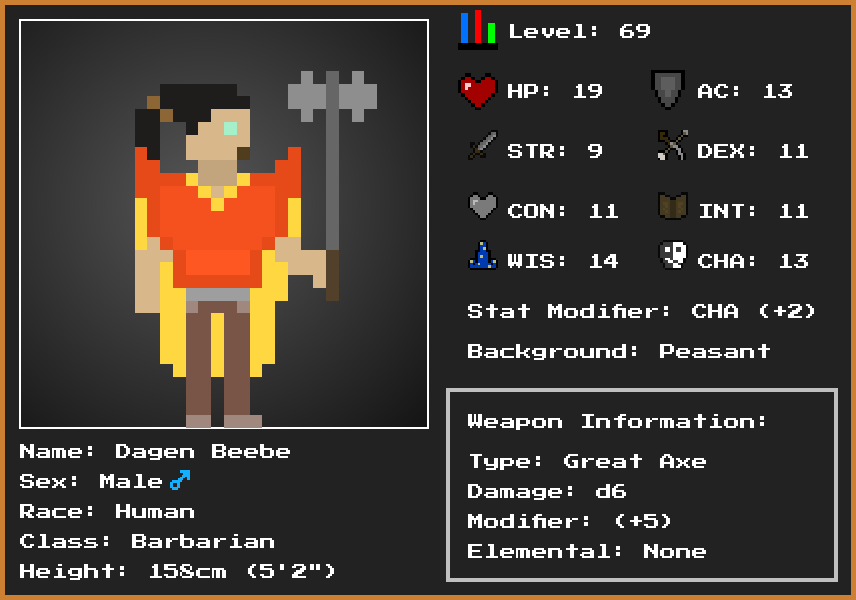 Level: 69
HP: 19
AC: 13
STR: 9
DEX: 11
CON: 11
INT: 11
WIS: 14
CHA: 13
Stat Modifier: CHA (+2)
Background: Peasant
Weapon Information:
Type: Great Axe
Damage: d6
Modifier: (+5)
Elemental: None
Name: Dagen Beebe
Sex: Male ♂
Race: Human
Class: Barbarian
Height: 158cm (5'2")